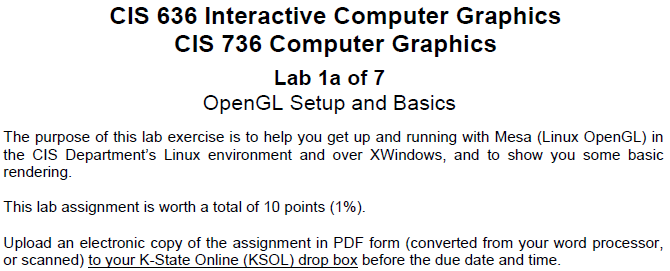 CIS 636 Interactive Computer Graphics
CIS 736 Computer Graphics
Lab 1a of 7
OpenGL Setup and Basics
The purpose of this lab exercise is to help you get up and running with Mesa (Linux OpenGL) in
the CIS Department's Linux environment and over XWindows, and to show you some basic
rendering.
This lab assignment is worth a total of 10 points (1%).
Upload an electronic copy of the assignment in PDF form (converted from your word processor,
or scanned) to your K-State Online (KSOL) drop box before the due date and time.